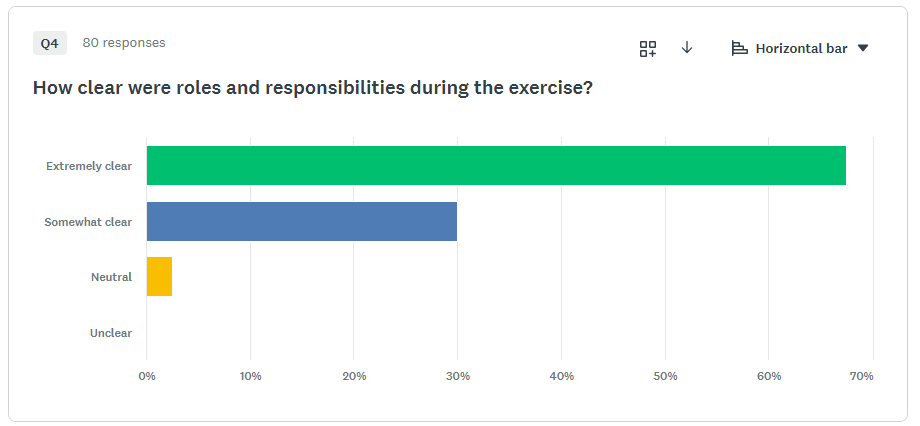 Q4 80 responses
Horizontal bar
How clear were roles and responsibilities during the exercise?
Extremely clear
Somewhat clear
Neutral
Unclear
0% 10% 20% 30% 40% 50% 60% 70%